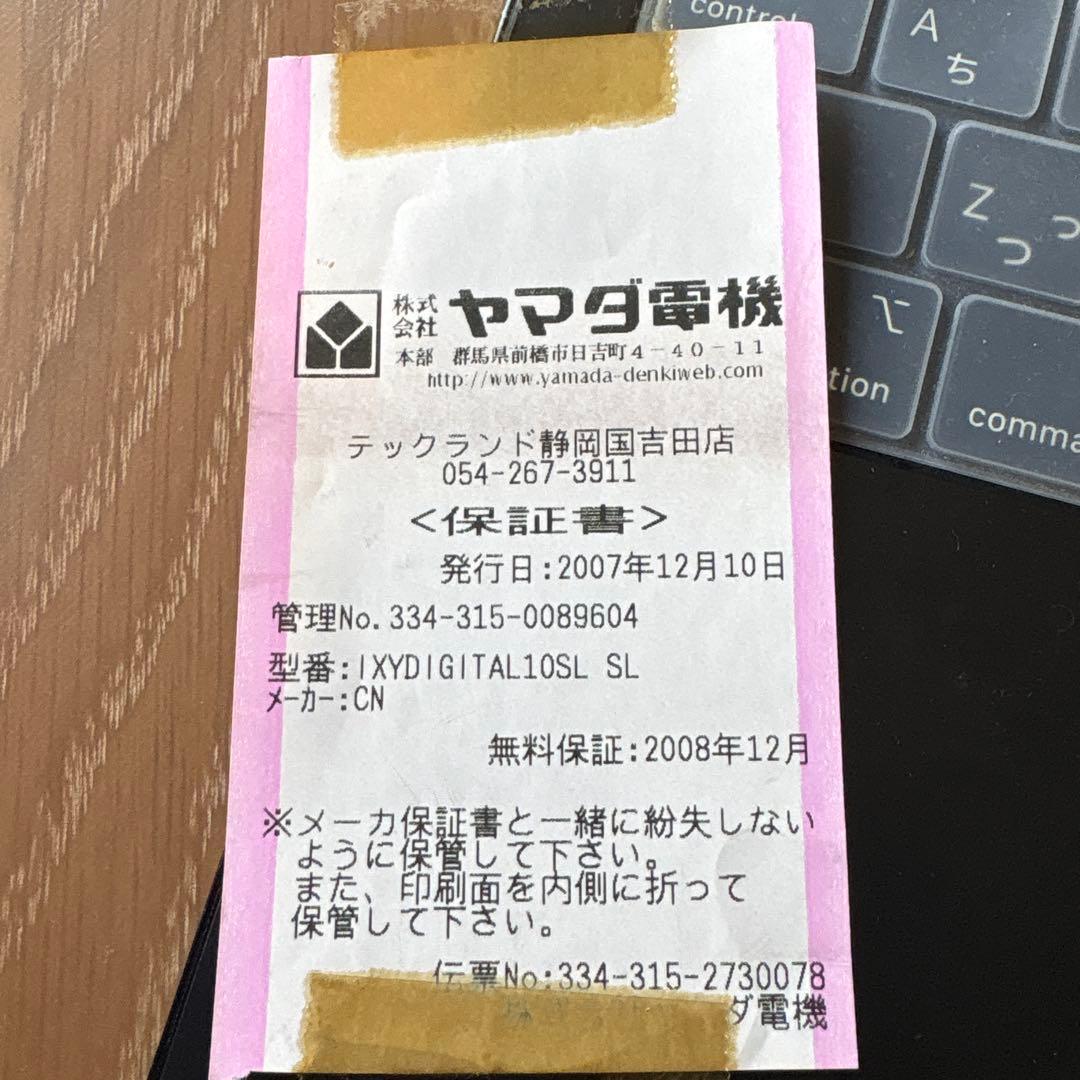 control
A
ち
Z
つ
っ
⌥
option
comma
株式会社 ヤマダ電機
本部 群馬県前橋市日吉町4-40-11
http://www.yamada-denkiweb.com
テックランド静岡国吉田店
054-267-3911
<保証書>
発行日:2007年12月10日
管理No.334-315-0089604
型番:IXYDIGITAL10SL SL
メーカー:CN
無料保証:2008年12月
※メーカ保証書と一緒に紛失しない
ように保管して下さい。
また、印刷面を内側に折って
保管して下さい。
伝票No:334-315-2730078
ダ電機